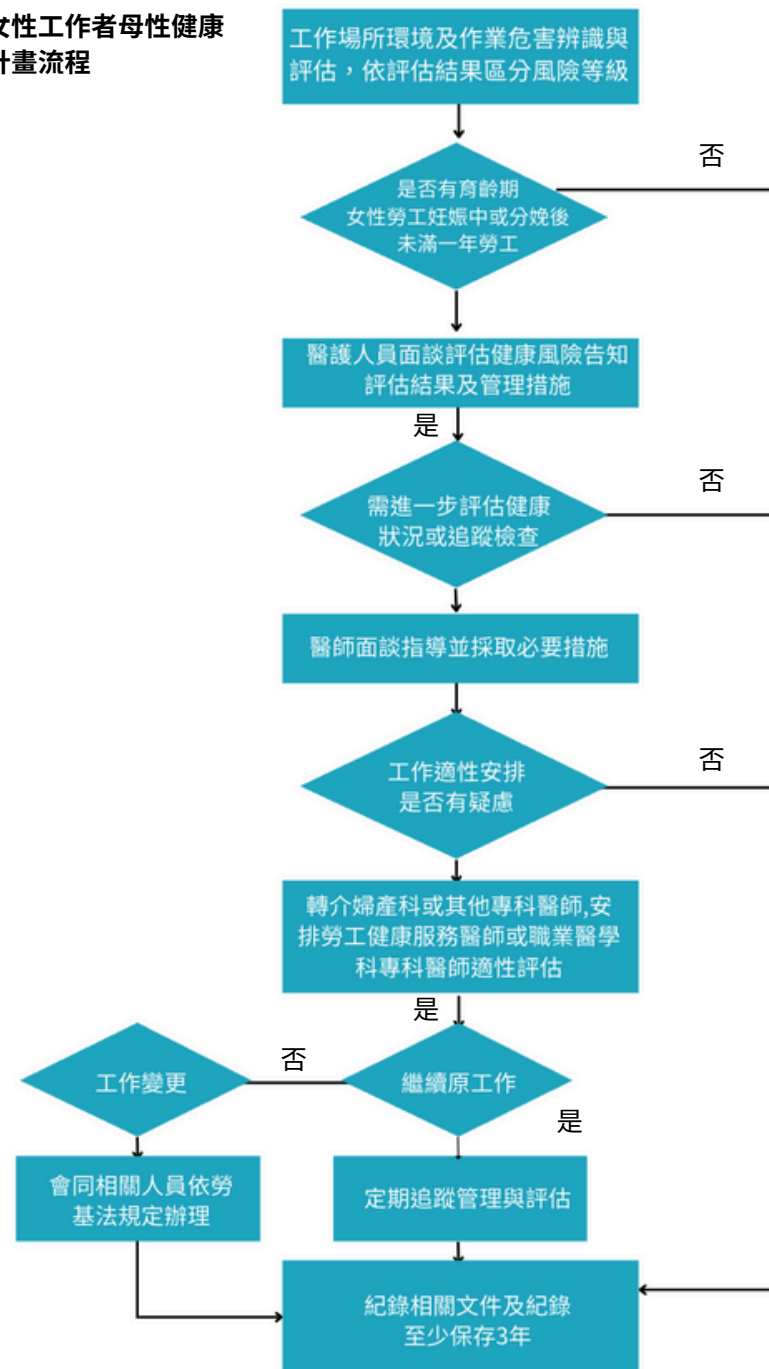 女性工作者母性健康
計畫流程
工作場所環境及作業危害辨識與
評估，依評估結果區分風險等級
否
是否有育齡期
女性勞工妊娠中或分娩後
未滿一年勞工
醫護人員面談評估健康風險告知
評估結果及管理措施
是
否
需進一步評估健康
狀況或追蹤檢查
醫師面談指導並採取必要措施
否
工作適性安排
是否有疑慮
轉介婦產科或其他專科醫師,安
排勞工健康服務醫師或職業醫學
科專科醫師適性評估
是
否
工作變更
繼續原工作
是
會同相關人員依勞
基法規定辦理
定期追蹤管理與評估
紀錄相關文件及紀錄
至少保存3年